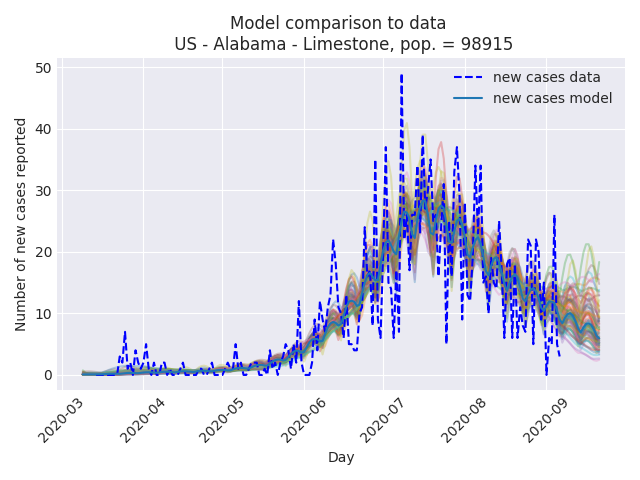 Model comparison to data
US - Alabama - Limestone, pop. = 98915
new cases data
new cases model
Number of new cases reported
50
40
30
20
10
0
2020-03
2020-04
2020-05
2020-06
2020-07
2020-08
2020-09
Day